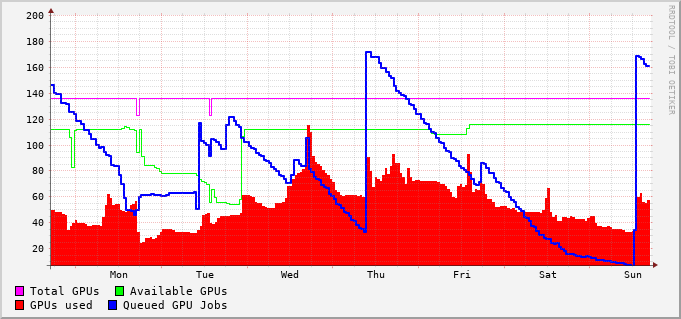 200
180
160
140
120
100
80
60
40
20
Mon Tue Wed Thu Fri Sat Sun
Total GPUs Available GPUs
GPUs used Queued GPU Jobs
RRDTOOL / TOBI OETIKER